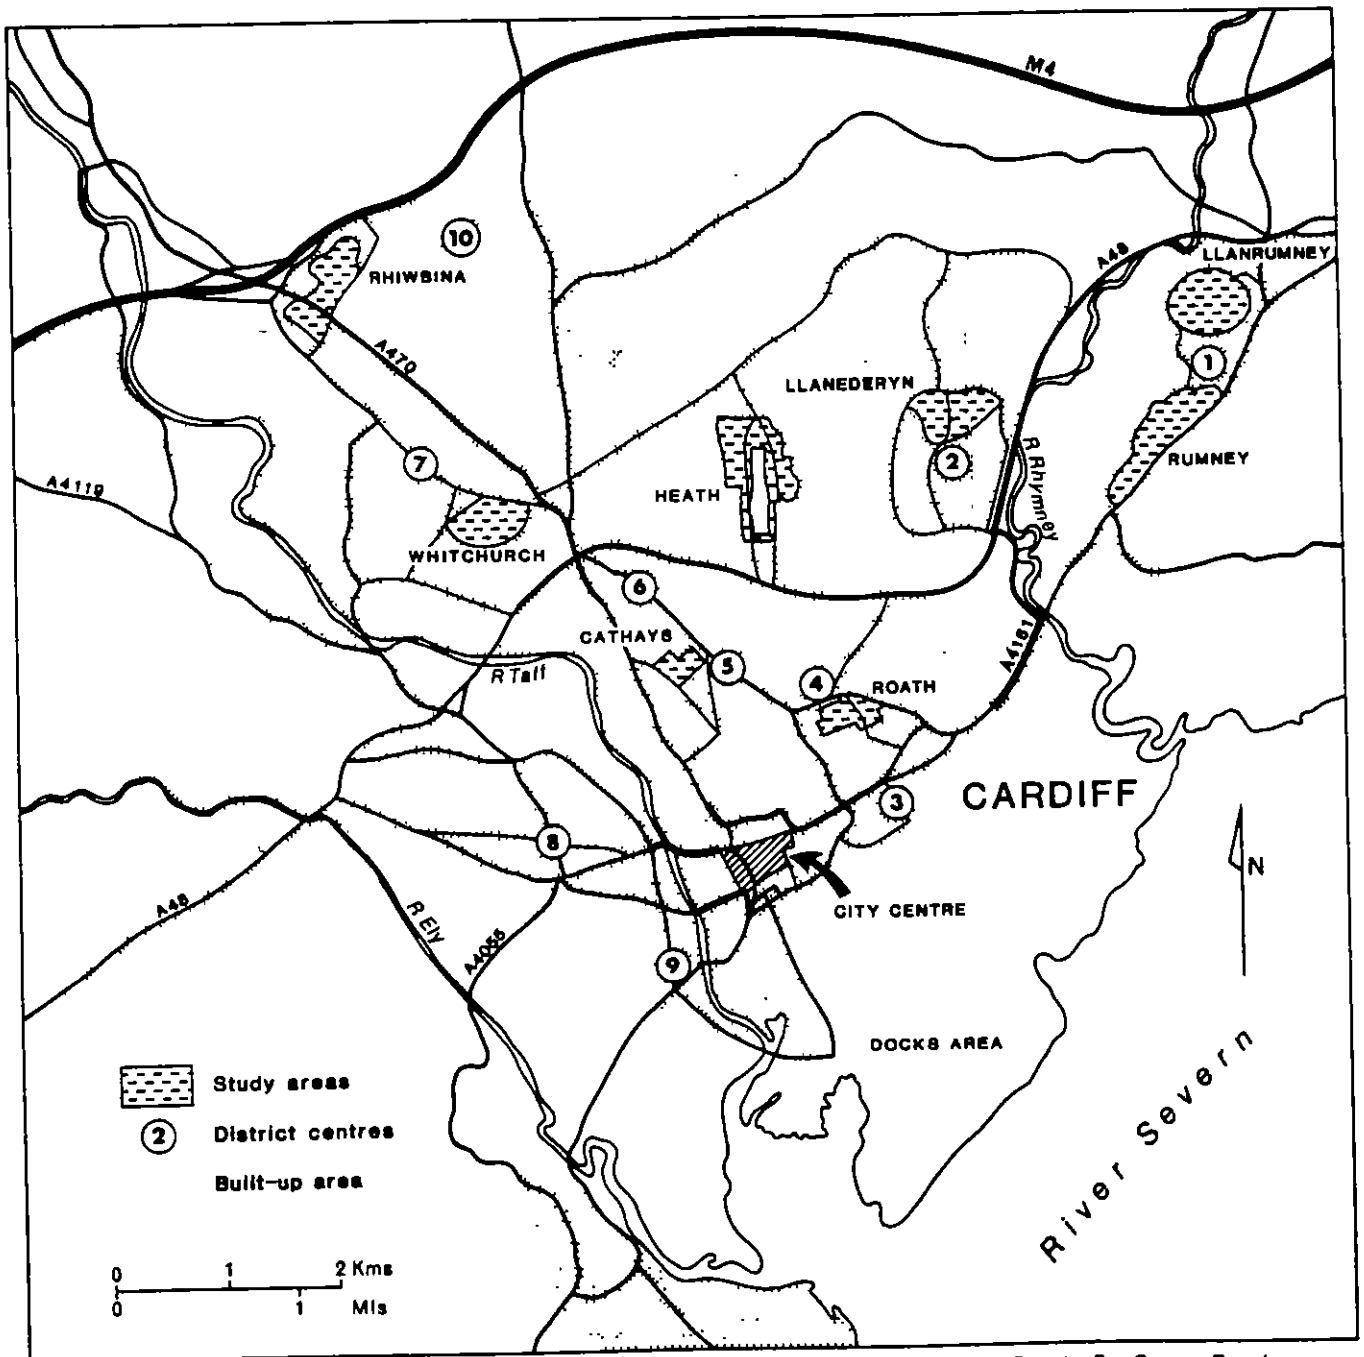 M4
10
RHIWBINA
A48
LLANRUMNEY
A470
LLANEDERYN
1
7
2
RUMNEY
A4119
HEATH
R Rhymney
WHITCHURCH
6
CATHAYS
5
A4161
R Taff
4
ROATH
3
CARDIFF
8
N
A48
R Ely
CITY CENTRE
A4055
9
DOCKS AREA
River Severn
Study areas
2 District centres
Built-up area
0 1 2 Kms
0 1 Mls